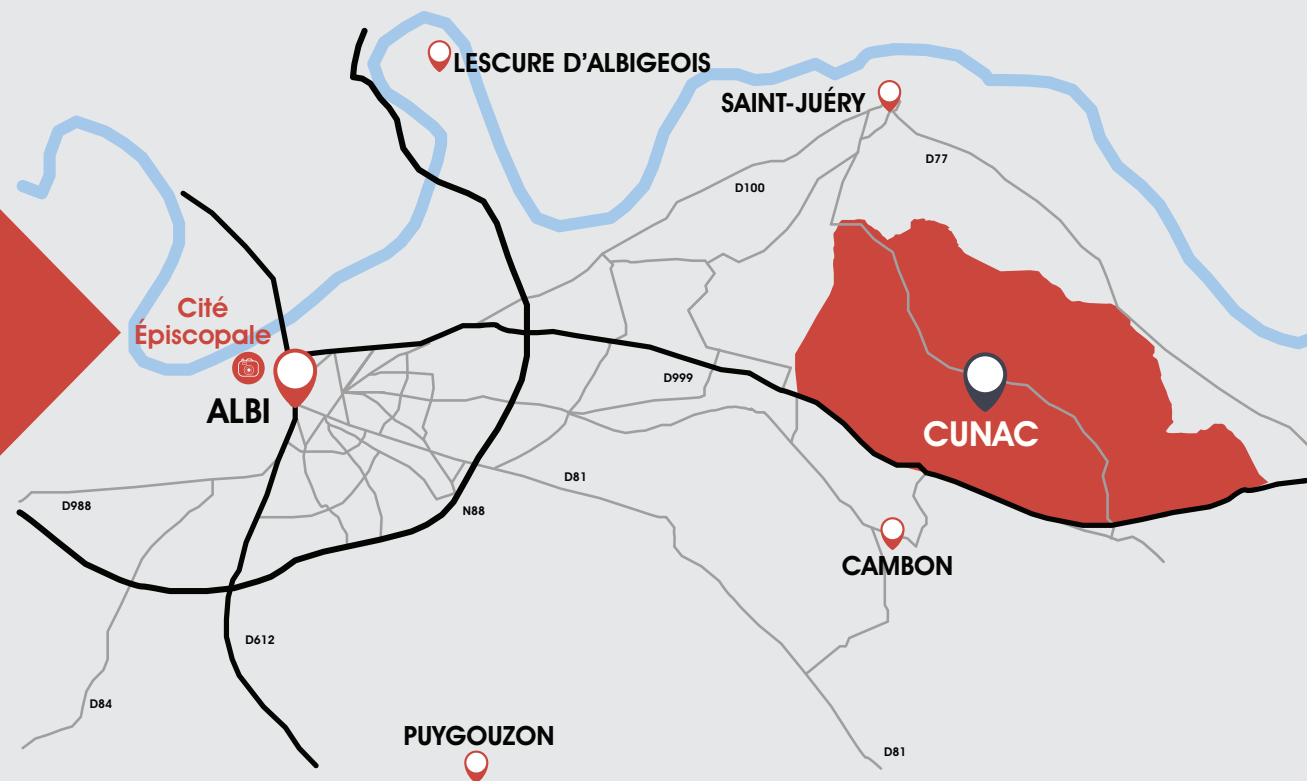 LESCURE D'ALBIGEOIS
SAINT-JUÉRY
D77
D100
Cité
Épiscopale
D999
ALBI
CUNAC
D81
D988
N88
CAMBON
D612
D84
PUYGOUZON
D81